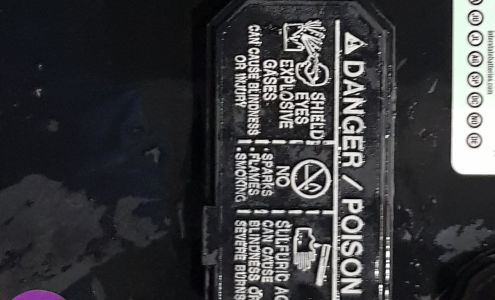 ⚠ DANGER / POISON
SHIELD
EYES
EXPLOSIVE
GASES
CAN CAUSE BLINDNESS
OR INJURY
NO
• SPARKS
• FLAMES
• SMOKING
SULFURIC
CAN CAUSE
BLINDNESS OR
SEVERE BURNS